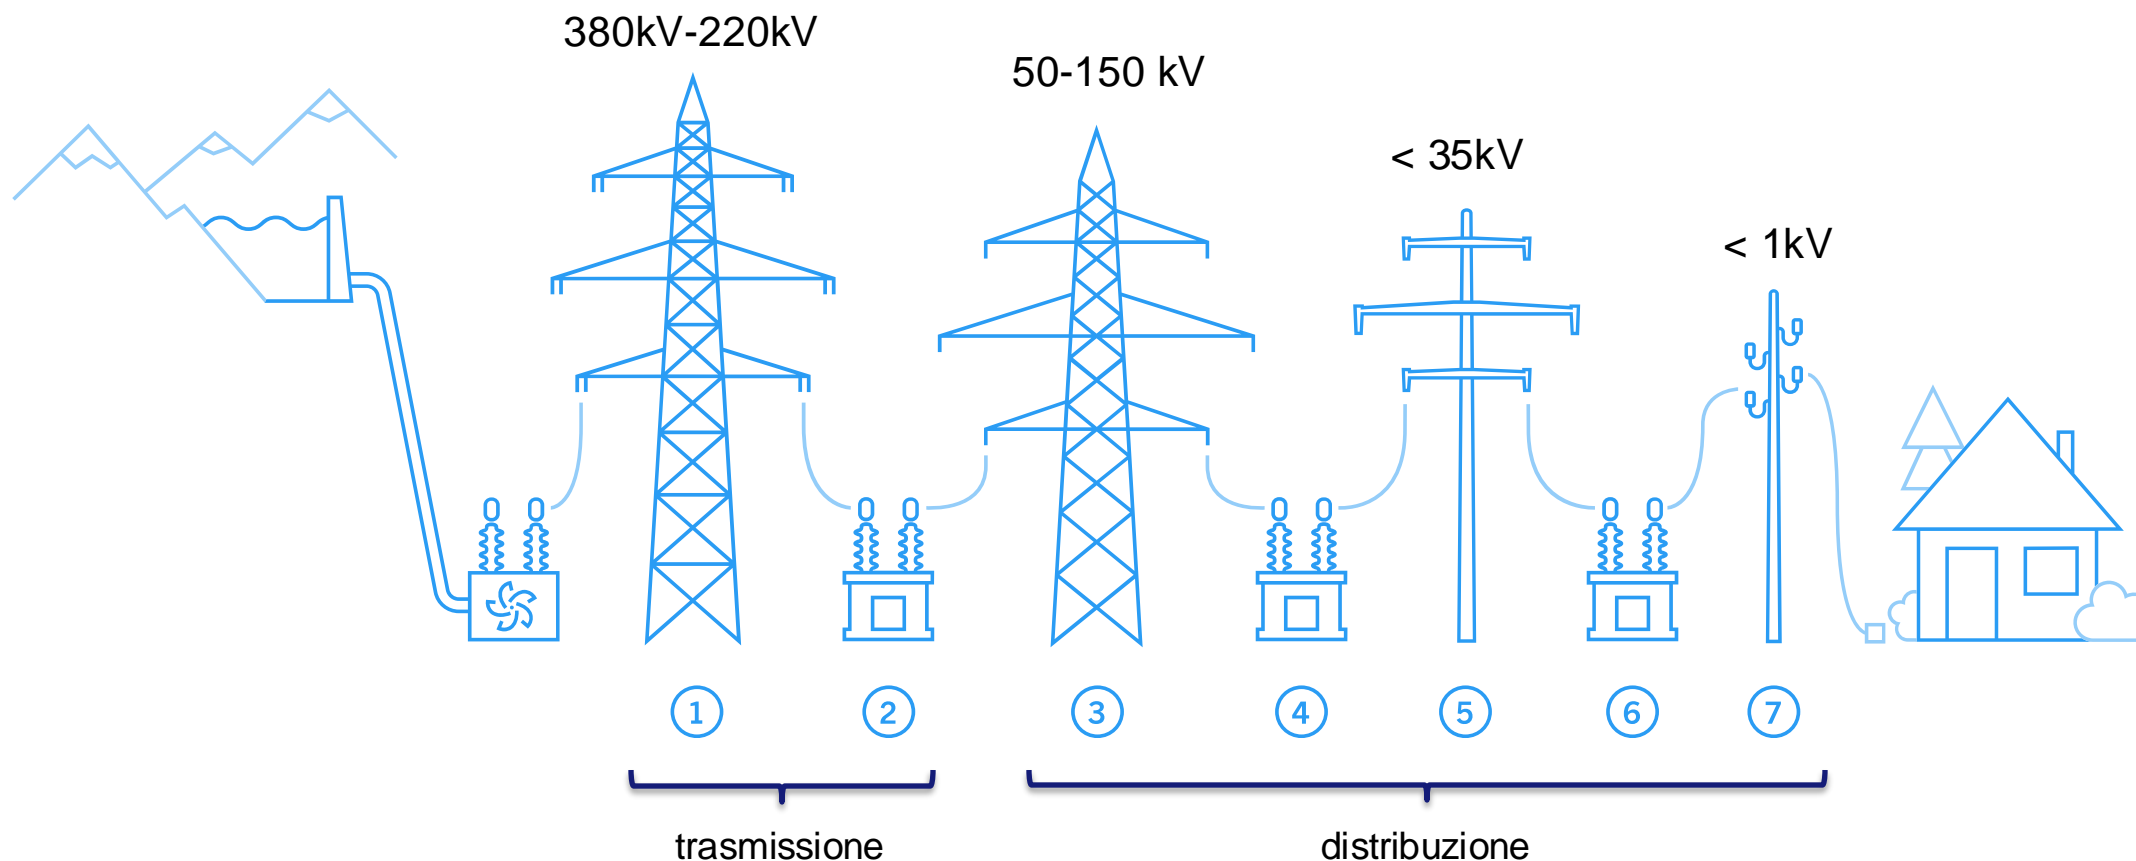 380kV-220kV
50-150 kV
< 35kV
< 1kV
1
2
3
4
5
6
7
trasmissione
distribuzione